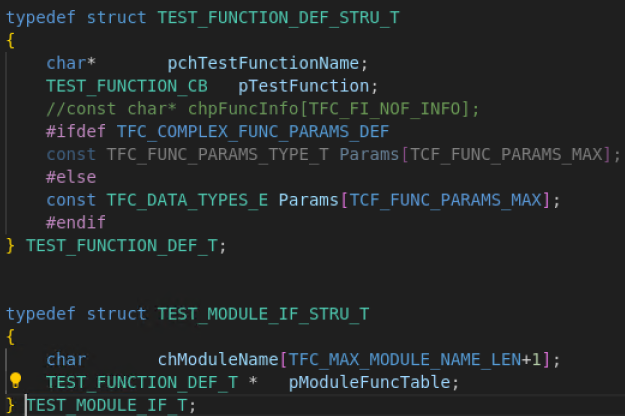 typedef struct TEST_FUNCTION_DEF_STRU_T
{
    char*       pchTestFunctionName;
    TEST_FUNCTION_CB   pTestFunction;
    //const char* chpFuncInfo[TFC_FI_NOF_INFO];
    #ifdef TFC_COMPLEX_FUNC_PARAMS_DEF
    const TFC_FUNC_PARAMS_TYPE_T Params[TCF_FUNC_PARAMS_MAX];
    #else
    const TFC_DATA_TYPES_E Params[TCF_FUNC_PARAMS_MAX];
    #endif
} TEST_FUNCTION_DEF_T;
typedef struct TEST_MODULE_IF_STRU_T
{
    char       chModuleName[TFC_MAX_MODULE_NAME_LEN+1];
    TEST_FUNCTION_DEF_T *   pModuleFuncTable;
} TEST_MODULE_IF_T;